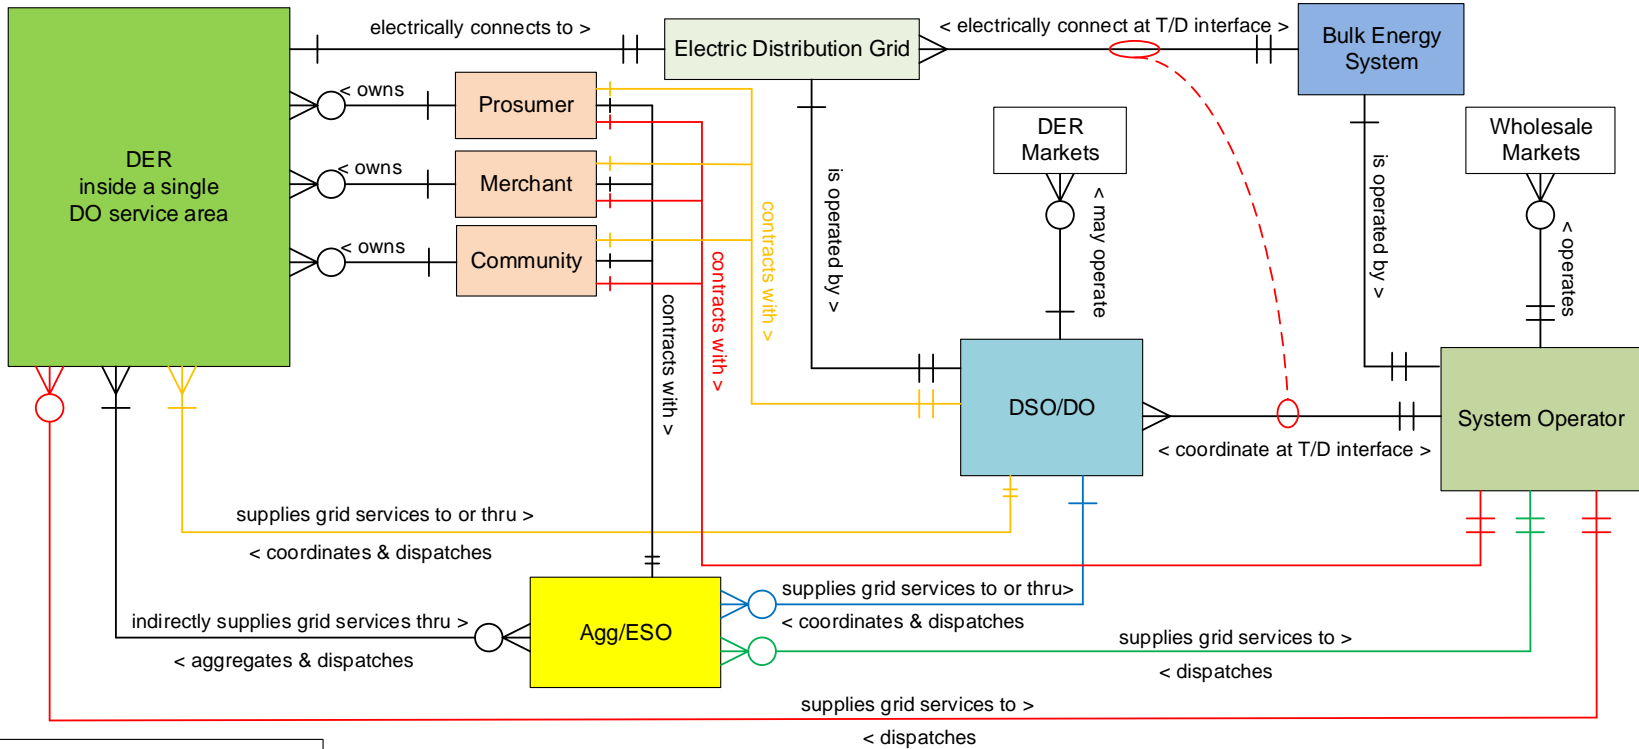 electrically connects to >
< electrically connect at T/D interface >
Electric Distribution Grid
Bulk Energy
System
< owns
Prosumer
DER
Markets
Wholesale
Markets
DER
inside a single
DO service area
< owns
Merchant
is operated by >
< may operate
is operated by >
< operates
contracts with >
contracts with >
contracts with >
< owns
Community
DSO/DO
System Operator
< coordinate at T/D interface >
supplies grid services to or thru >
< coordinates & dispatches
supplies grid services to or thru>
< coordinates & dispatches
indirectly supplies grid services thru >
< aggregates & dispatches
Agg/ESO
supplies grid services to >
< dispatches
supplies grid services to >
< dispatches